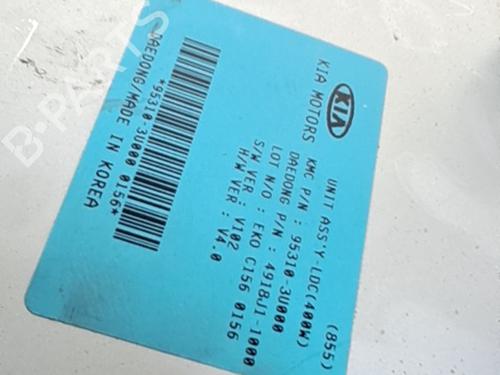 (855)
UNIT ASS'Y-LDC(400W)
KMC P/N : 95310-3U000
DAEDONG P/N : 4918J1-1000
LOT N/O : EKO C156 0156
S/W VER : V102
H/W VER : V4.0
KIA
KIA MOTORS
*95310-3U000 0156*
DAEDONG/MADE IN KOREA
B-PARTS